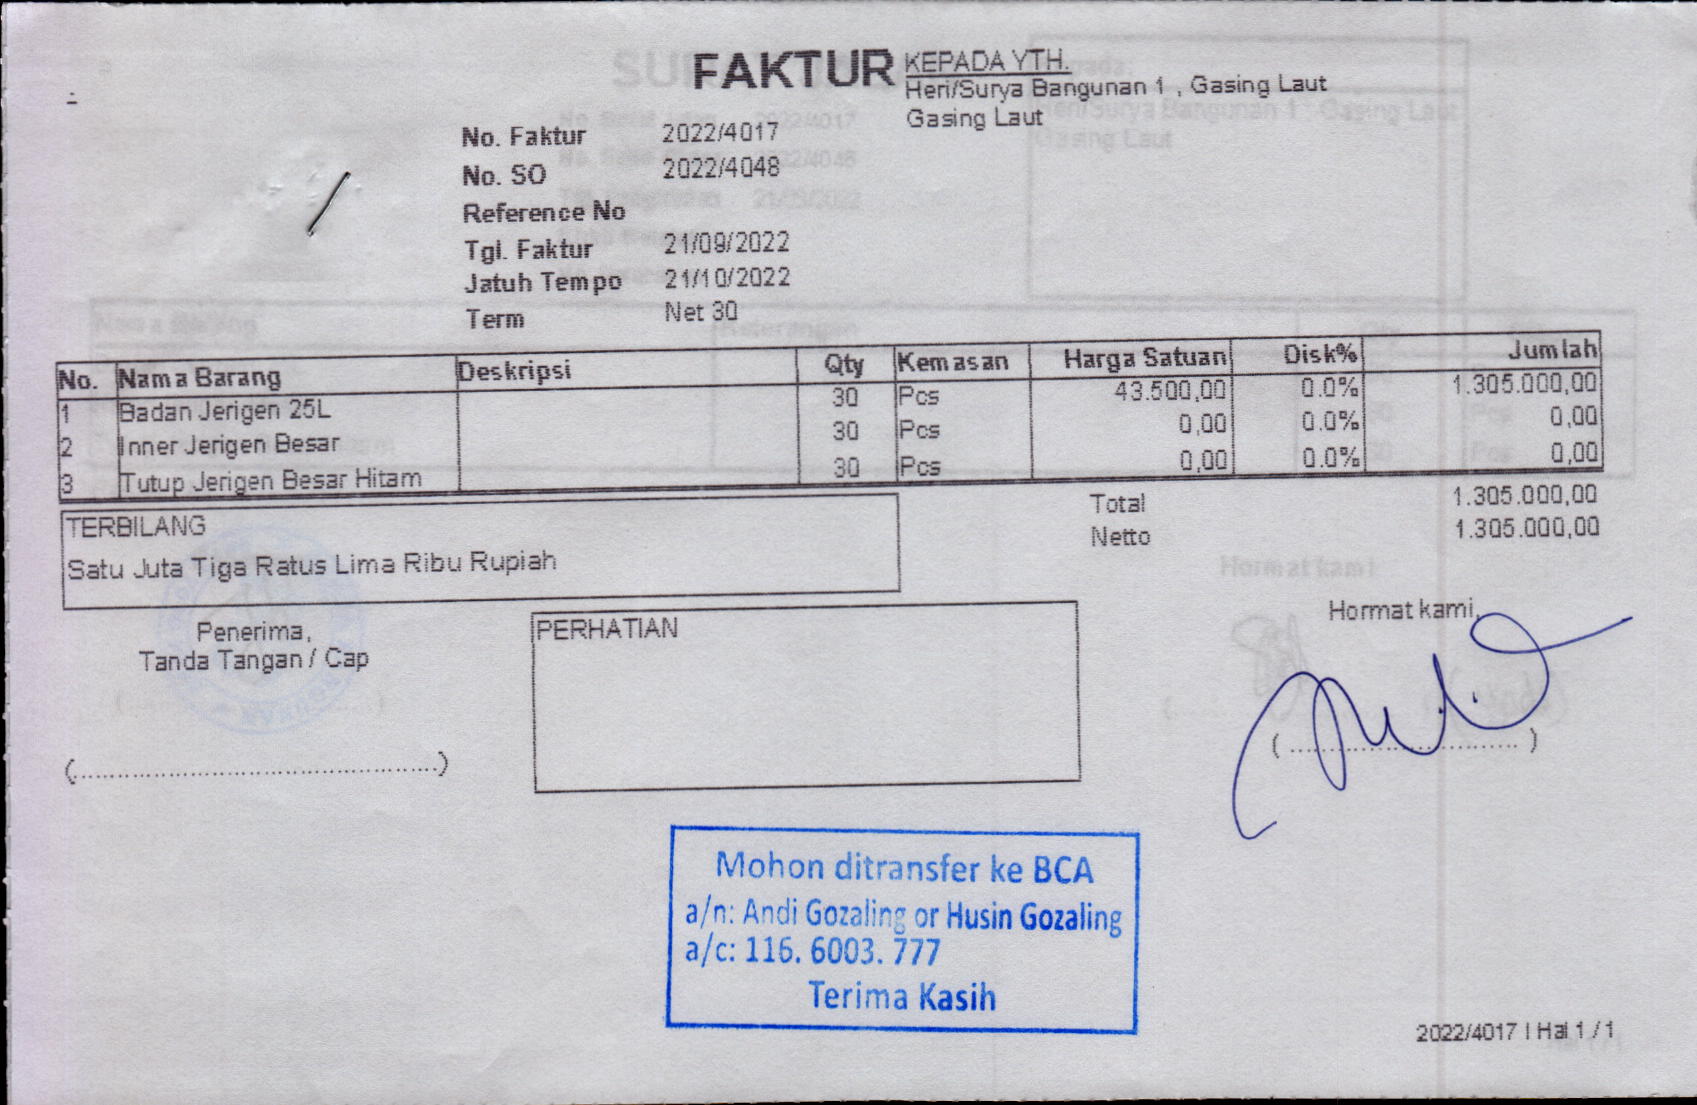 FAKTUR
KEPADA YTH.
Heri/Surya Bangunan 1 , Gasing Laut
Gasing Laut
No. Faktur 2022/4017
No. SO 2022/4048
Reference No
Tgl. Faktur 21/09/2022
Jatuh Tempo 21/10/2022
Term Net 30
No. Nama Barang Deskripsi Qty Kemasan Harga Satuan Disk% Jumlah
1 Badan Jerigen 25L 30 Pcs 43.500,00 0.0% 1.305.000,00
2 Inner Jerigen Besar 30 Pcs 0,00 0.0% 0,00
3 Tutup Jerigen Besar Hitam 30 Pcs 0,00 0.0% 0,00
Total 1.305.000,00
Netto 1.305.000,00
TERBILANG
Satu Juta Tiga Ratus Lima Ribu Rupiah
Penerima,
Tanda Tangan / Cap
(................................................)
PERHATIAN
Hormat kami,
( ................................ )
Mohon ditransfer ke BCA
a/n: Andi Gozaling or Husin Gozaling
a/c: 116. 6003. 777
Terima Kasih
2022/4017 | Hal 1 / 1